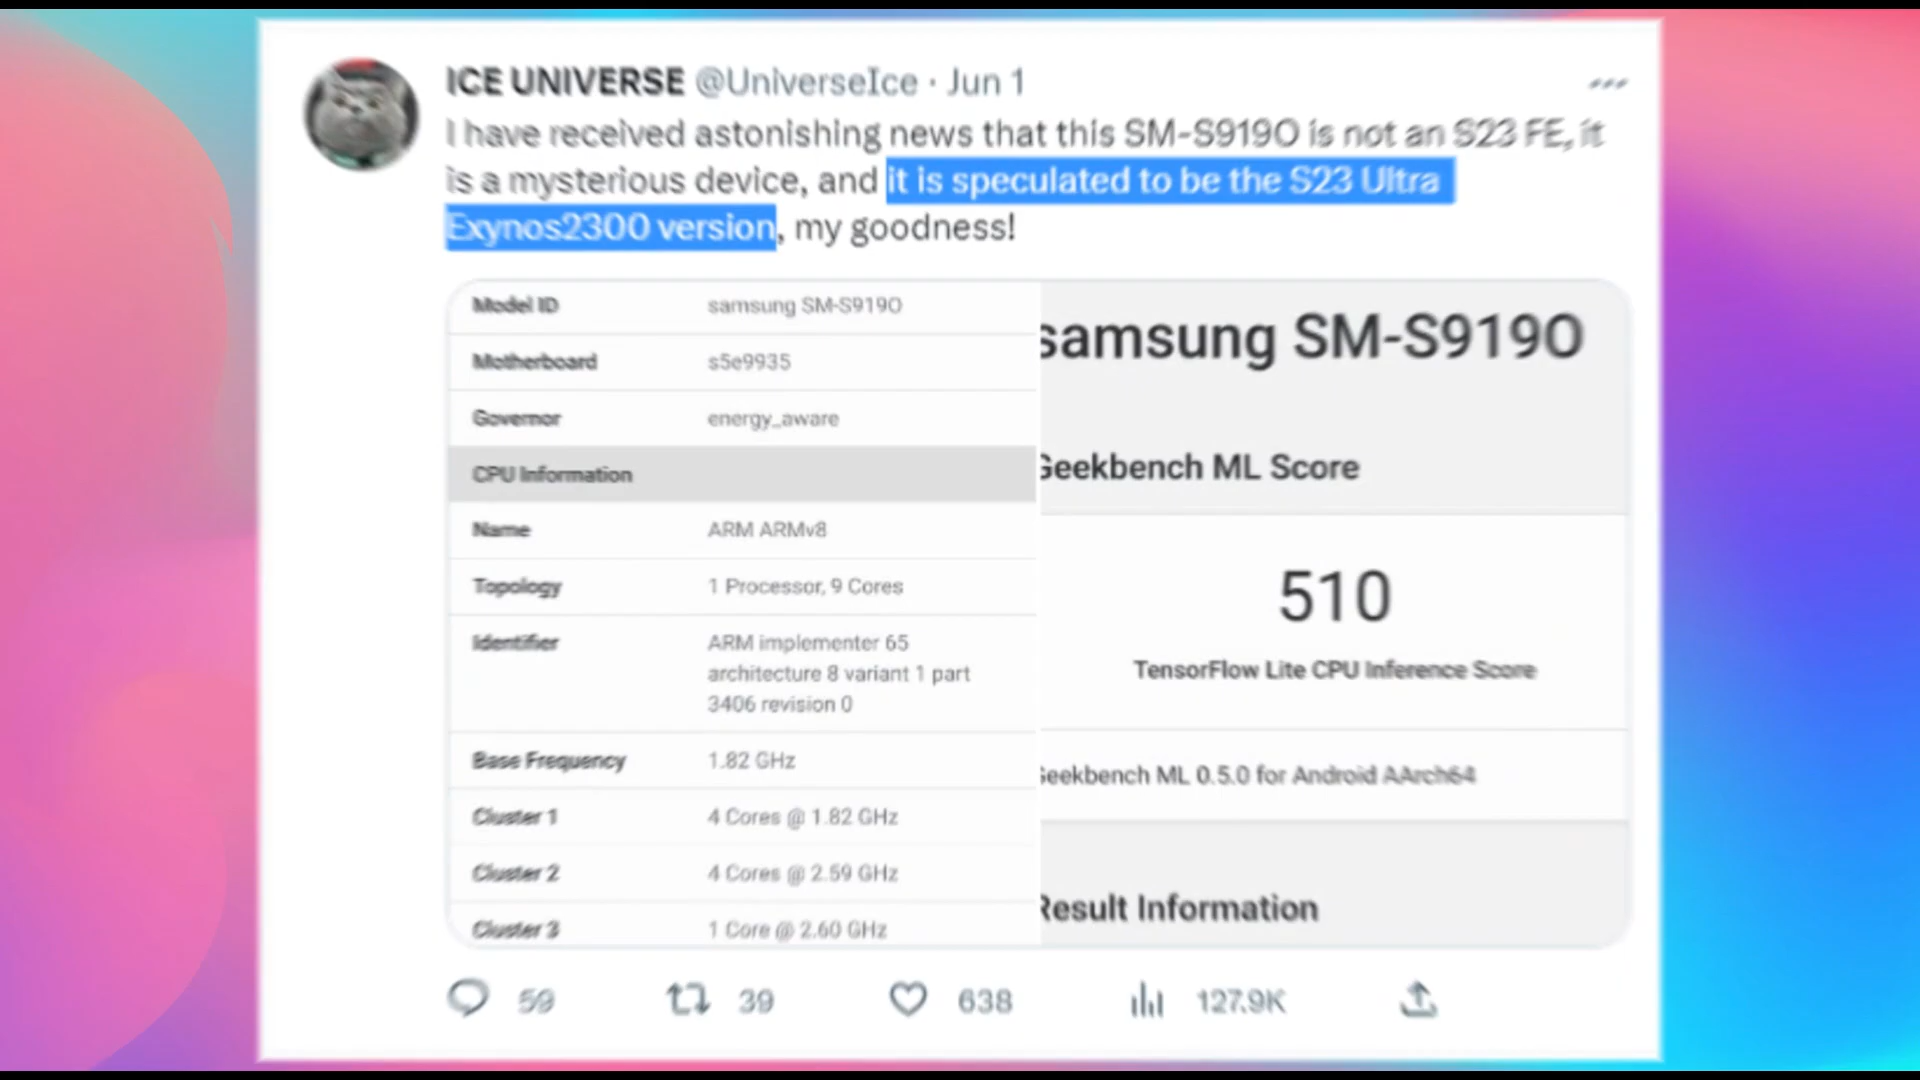 ICE UNIVERSE @UniverseIce · Jun 1
I have received astonishing news that this SM-S919O is not an S23 FE, it
is a mysterious device, and it is speculated to be the S23 Ultra
Exynos2300 version, my goodness!
Model ID samsung SM-S919O
Motherboard s5e9935
Governor energy_aware
CPU Information
Name ARM ARMv8
Topology 1 Processor, 9 Cores
Identifier ARM implementer 65
architecture 8 variant 1 part
3406 revision 0
Base Frequency 1.82 GHz
Cluster 1 4 Cores @ 1.82 GHz
Cluster 2 4 Cores @ 2.59 GHz
Cluster 3 1 Core @ 2.60 GHz
samsung SM-S919O
Geekbench ML Score
510
TensorFlow Lite CPU Inference Score
Geekbench ML 0.5.0 for Android AArch64
Result Information
59 39 638 127.9K